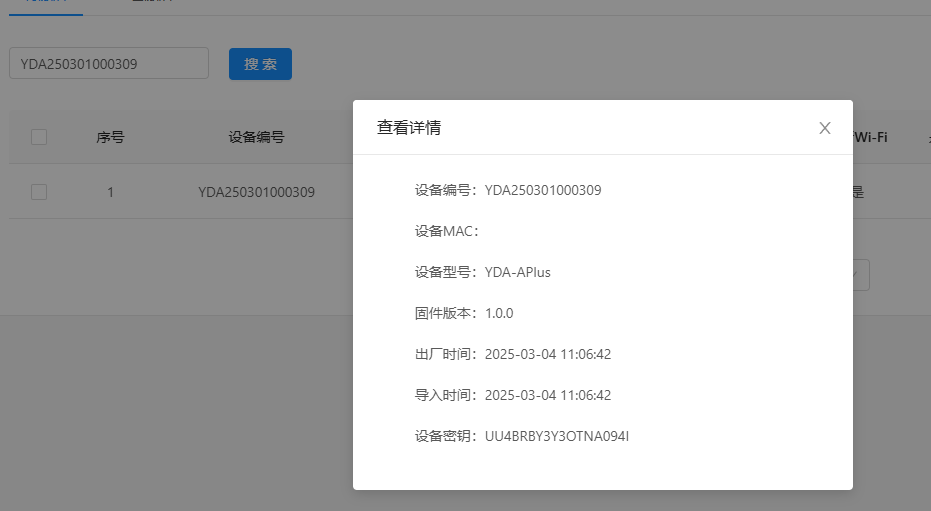 YDA250301000309
搜 索
序号
设备编号
Wi-Fi
1
YDA250301000309
是
查看详情
设备编号：YDA250301000309
设备MAC：
设备型号：YDA-APlus
固件版本：1.0.0
出厂时间：2025-03-04 11:06:42
导入时间：2025-03-04 11:06:42
设备密钥：UU4BRBY3Y3OTNA094I